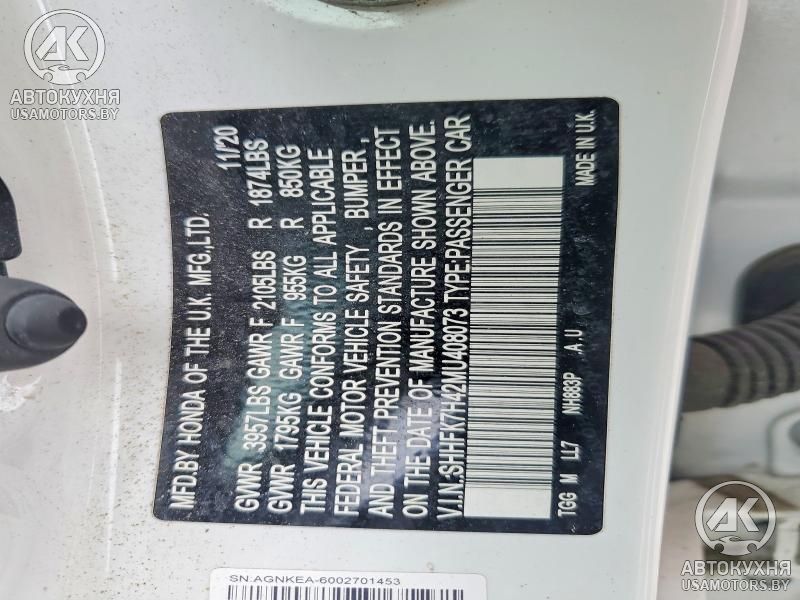 AK
АВТОКУХНЯ
USAMOTORS.BY
MFD.BY HONDA OF THE U.K. MFG.,LTD. 11/20
GVWR 3957LBS GAWR F 2105LBS R 1874LBS
GVWR 1795KG GAWR F 955KG R 850KG
THIS VEHICLE CONFORMS TO ALL APPLICABLE
FEDERAL MOTOR VEHICLE SAFETY , BUMPER ,
AND THEFT PREVENTION STANDARDS IN EFFECT
ON THE DATE OF MANUFACTURE SHOWN ABOVE.
V.I.N:SHHFK7H42MU408073 TYPE:PASSENGER CAR
TGG M LL7 NH883P .A.U MADE IN U.K.
SN:AGNKEA-6002701453
AK
АВТОКУХНЯ
USAMOTORS.BY